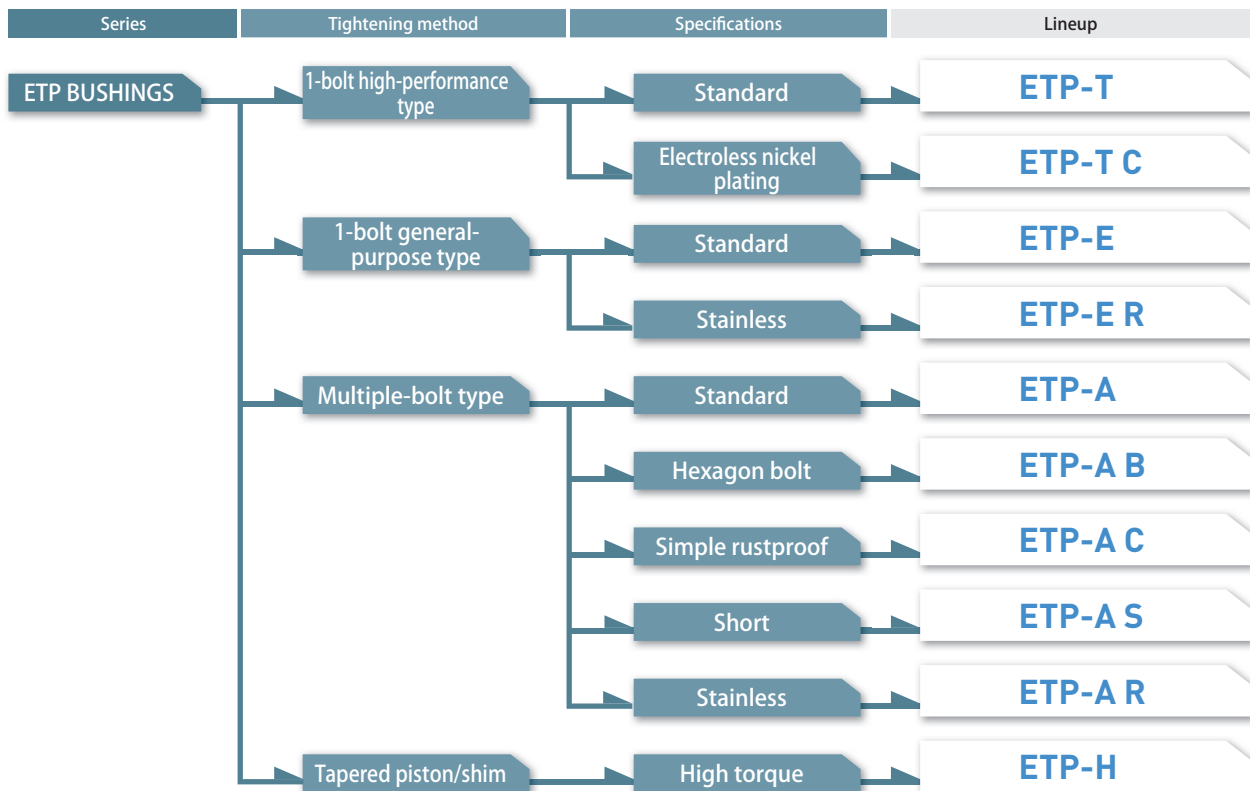 Series
Tightening method
Specifications
Lineup
ETP BUSHINGS
1-bolt high-performance
type
Standard
ETP-T
Electroless nickel
plating
ETP-T C
1-bolt general-
purpose type
Standard
ETP-E
Stainless
ETP-E R
Multiple-bolt type
Standard
ETP-A
Hexagon bolt
ETP-A B
Simple rustproof
ETP-A C
Short
ETP-A S
Stainless
ETP-A R
Tapered piston/shim
High torque
ETP-H